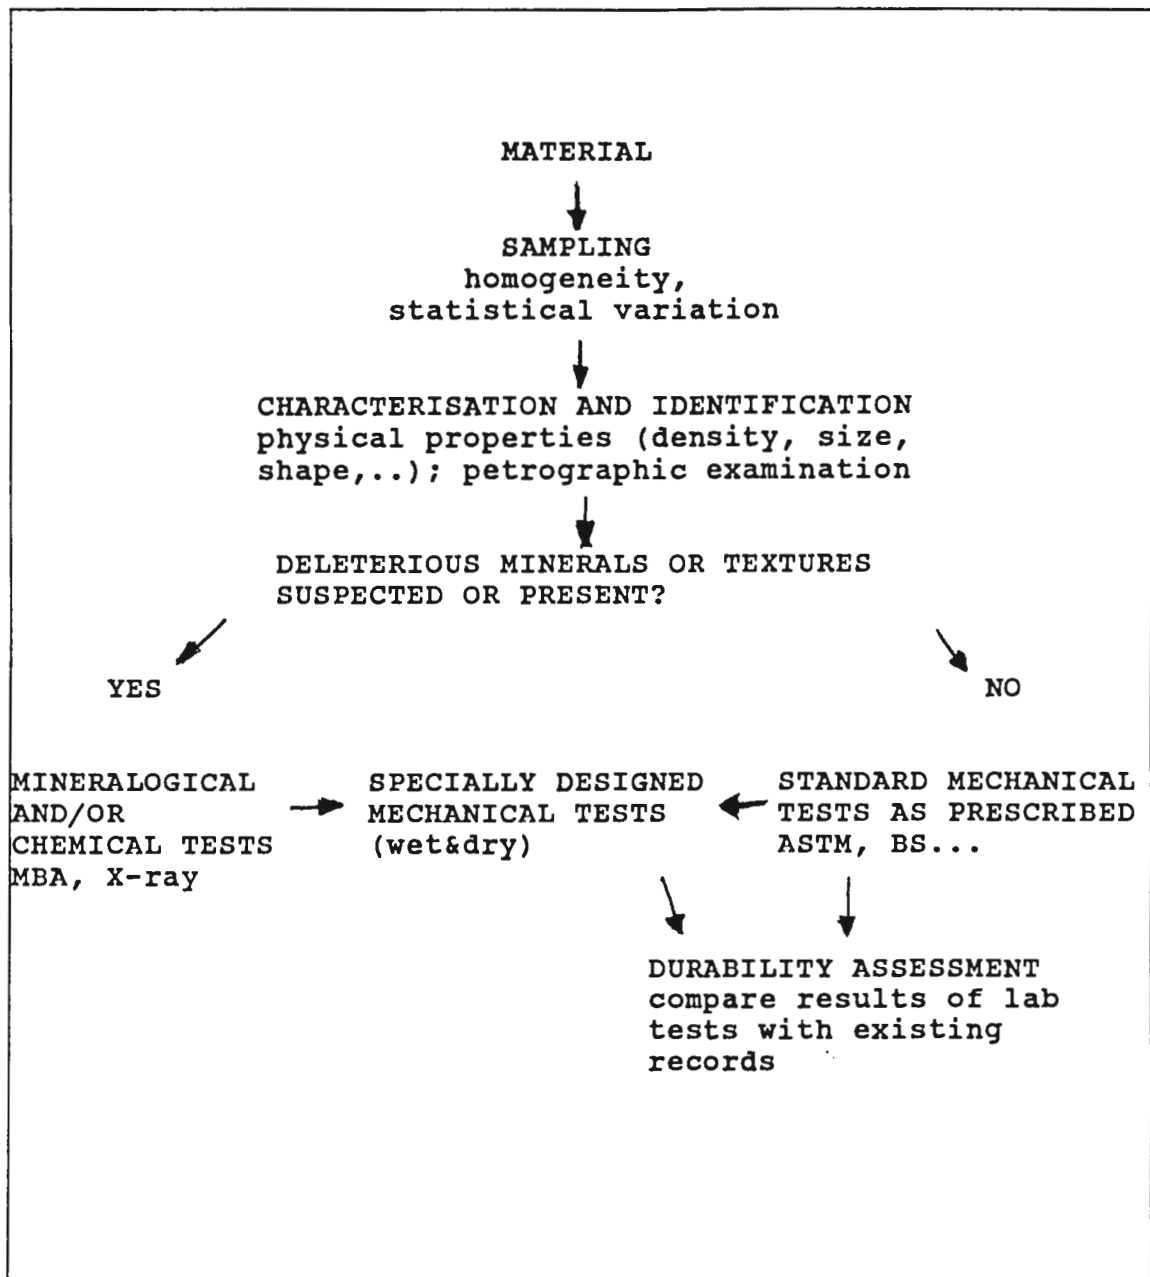 MATERIAL
SAMPLING
homogeneity,
statistical variation
CHARACTERISATION AND IDENTIFICATION
physical properties (density, size,
shape,..); petrographic examination
DELETERIOUS MINERALS OR TEXTURES
SUSPECTED OR PRESENT?
YES
NO
MINERALOGICAL
AND/OR
CHEMICAL TESTS
MBA, X-ray
SPECIALLY DESIGNED
MECHANICAL TESTS
(wet&dry)
STANDARD MECHANICAL
TESTS AS PRESCRIBED
ASTM, BS...
DURABILITY ASSESSMENT
compare results of lab
tests with existing
records